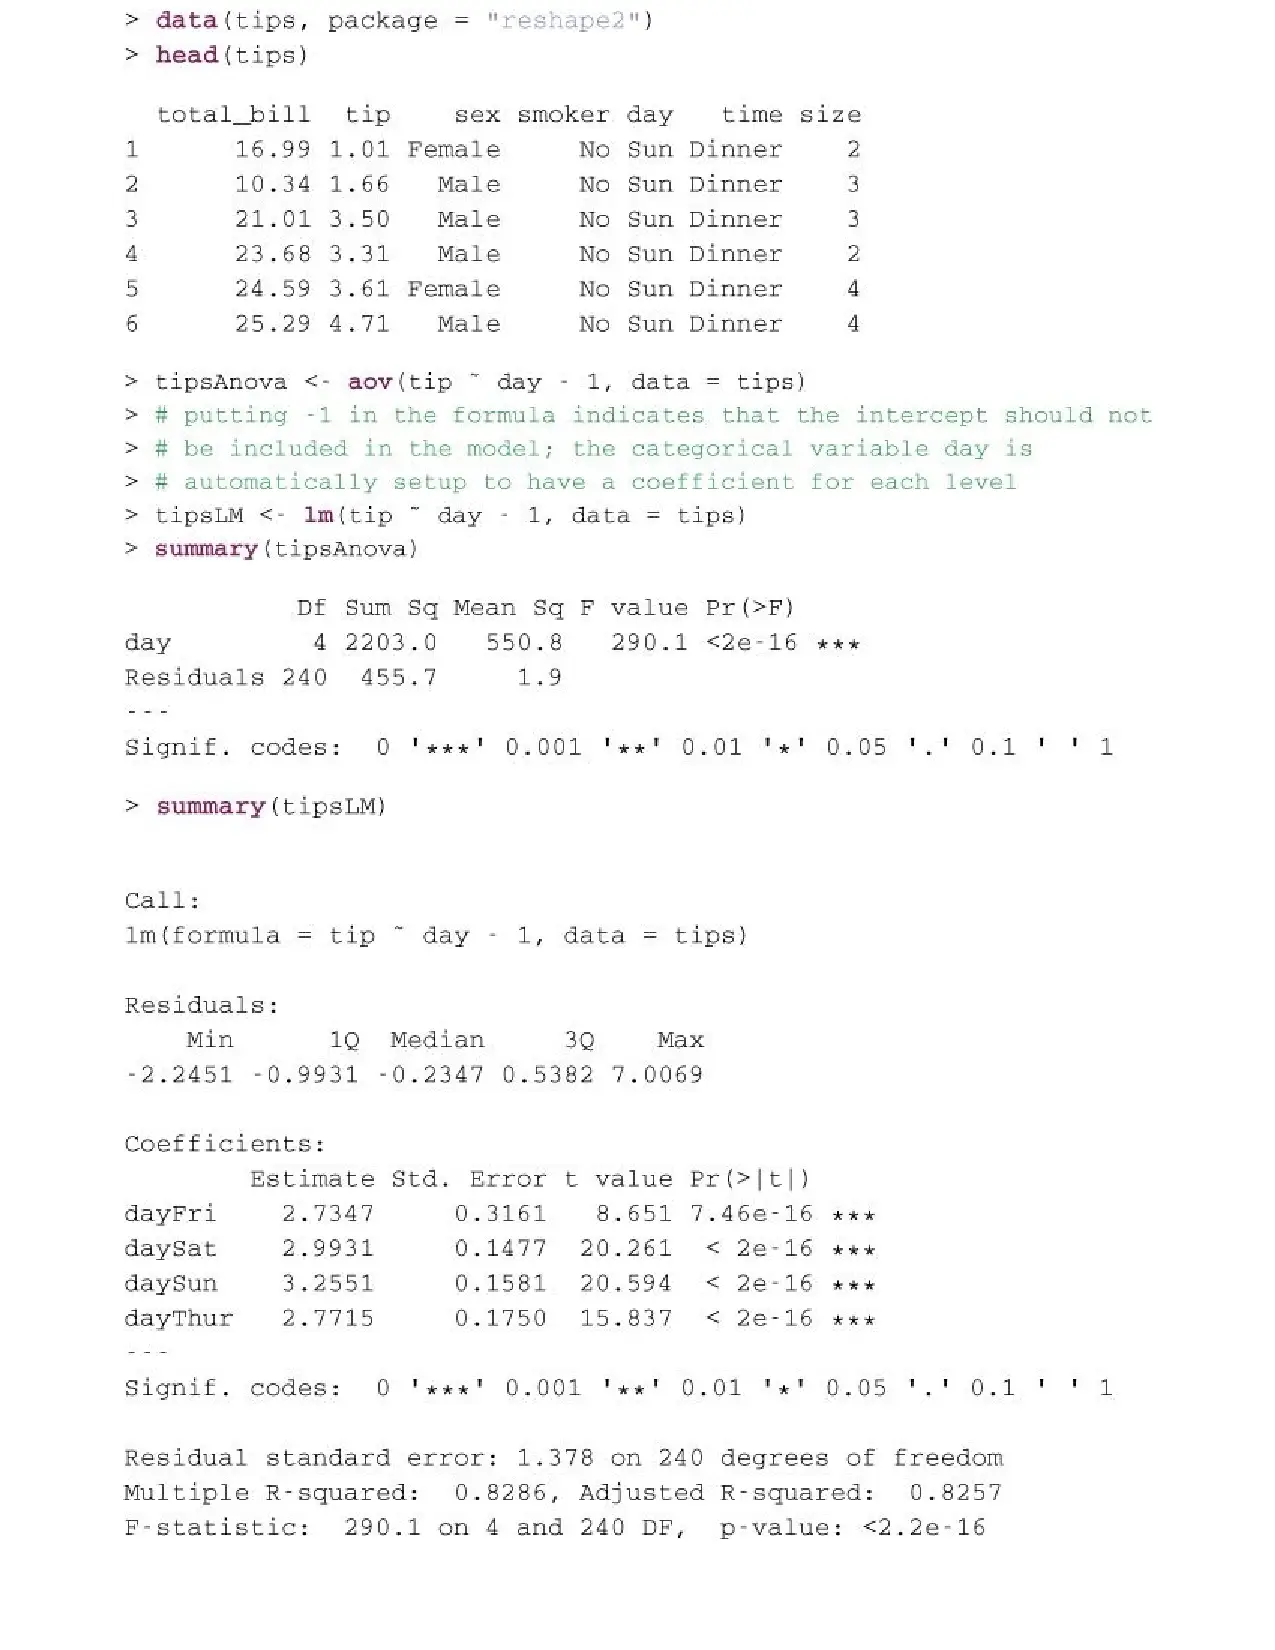 > data(tips, package = "reshape2")
> head(tips)
  total_bill  tip    sex smoker day   time size
1      16.99 1.01 Female     No Sun Dinner    2
2      10.34 1.66   Male     No Sun Dinner    3
3      21.01 3.50   Male     No Sun Dinner    3
4      23.68 3.31   Male     No Sun Dinner    2
5      24.59 3.61 Female     No Sun Dinner    4
6      25.29 4.71   Male     No Sun Dinner    4
> tipsAnova <- aov(tip ~ day - 1, data = tips)
> # putting -1 in the formula indicates that the intercept should not
> # be included in the model; the categorical variable day is
> # automatically setup to have a coefficient for each level
> tipsLM <- lm(tip ~ day - 1, data = tips)
> summary(tipsAnova)
           Df Sum Sq Mean Sq F value Pr(>F)
day         4 2203.0   550.8   290.1 <2e-16 ***
Residuals 240  455.7     1.9
---
Signif. codes:  0 '***' 0.001 '**' 0.01 '*' 0.05 '.' 0.1 ' ' 1
> summary(tipsLM)
Call:
lm(formula = tip ~ day - 1, data = tips)
Residuals:
    Min      1Q  Median     3Q    Max
-2.2451 -0.9931 -0.2347 0.5382 7.0069
Coefficients:
        Estimate Std. Error t value Pr(>|t|)
dayFri    2.7347     0.3161   8.651 7.46e-16 ***
daySat    2.9931     0.1477  20.261  < 2e-16 ***
daySun    3.2551     0.1581  20.594  < 2e-16 ***
dayThur   2.7715     0.1750  15.837  < 2e-16 ***
---
Signif. codes:  0 '***' 0.001 '**' 0.01 '*' 0.05 '.' 0.1 ' ' 1
Residual standard error: 1.378 on 240 degrees of freedom
Multiple R-squared:  0.8286, Adjusted R-squared:  0.8257
F-statistic:  290.1 on 4 and 240 DF,  p-value: <2.2e-16